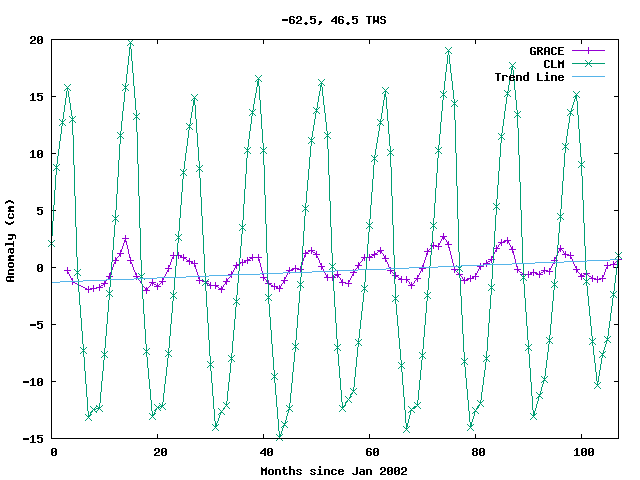 -62.5, 46.5 TWS
GRACE
CLM
Trend Line
20
15
10
5
0
-5
-10
-15
Anomaly (cm)
0 20 40 60 80 100
Months since Jan 2002